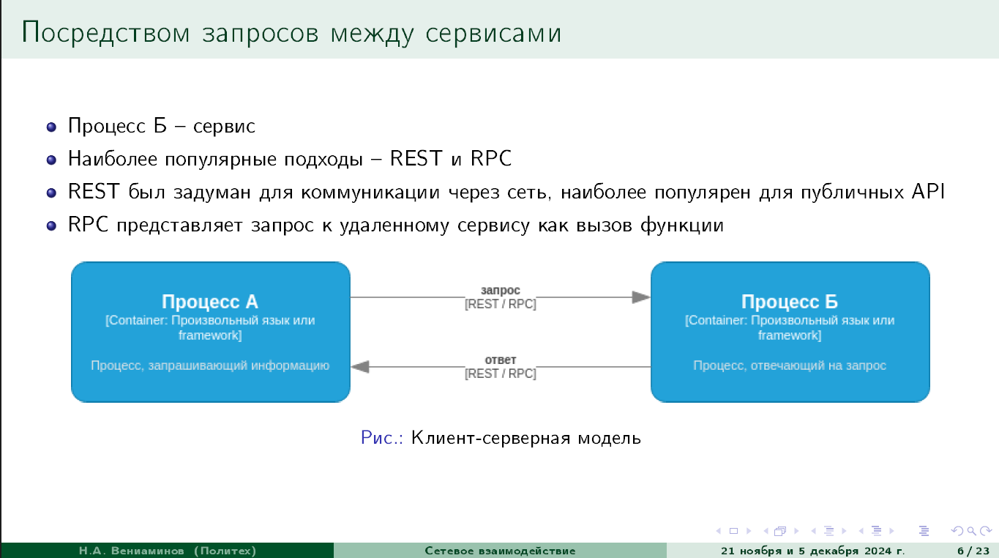 Посредством запросов между сервисами
Процесс Б – сервис
Наиболее популярные подходы – REST и RPC
REST был задуман для коммуникации через сеть, наиболее популярен для публичных API
RPC представляет запрос к удаленному сервису как вызов функции
Процесс А
[Container: Произвольный язык или
framework]
Процесс, запрашивающий информацию
запрос
[REST / RPC]
ответ
[REST / RPC]
Процесс Б
[Container: Произвольный язык или
framework]
Процесс, отвечающий на запрос
Рис.: Клиент-серверная модель
Н.А. Вениаминов (Политех)
Сетевое взаимодействие
21 ноября и 5 декабря 2024 г.
6 / 23